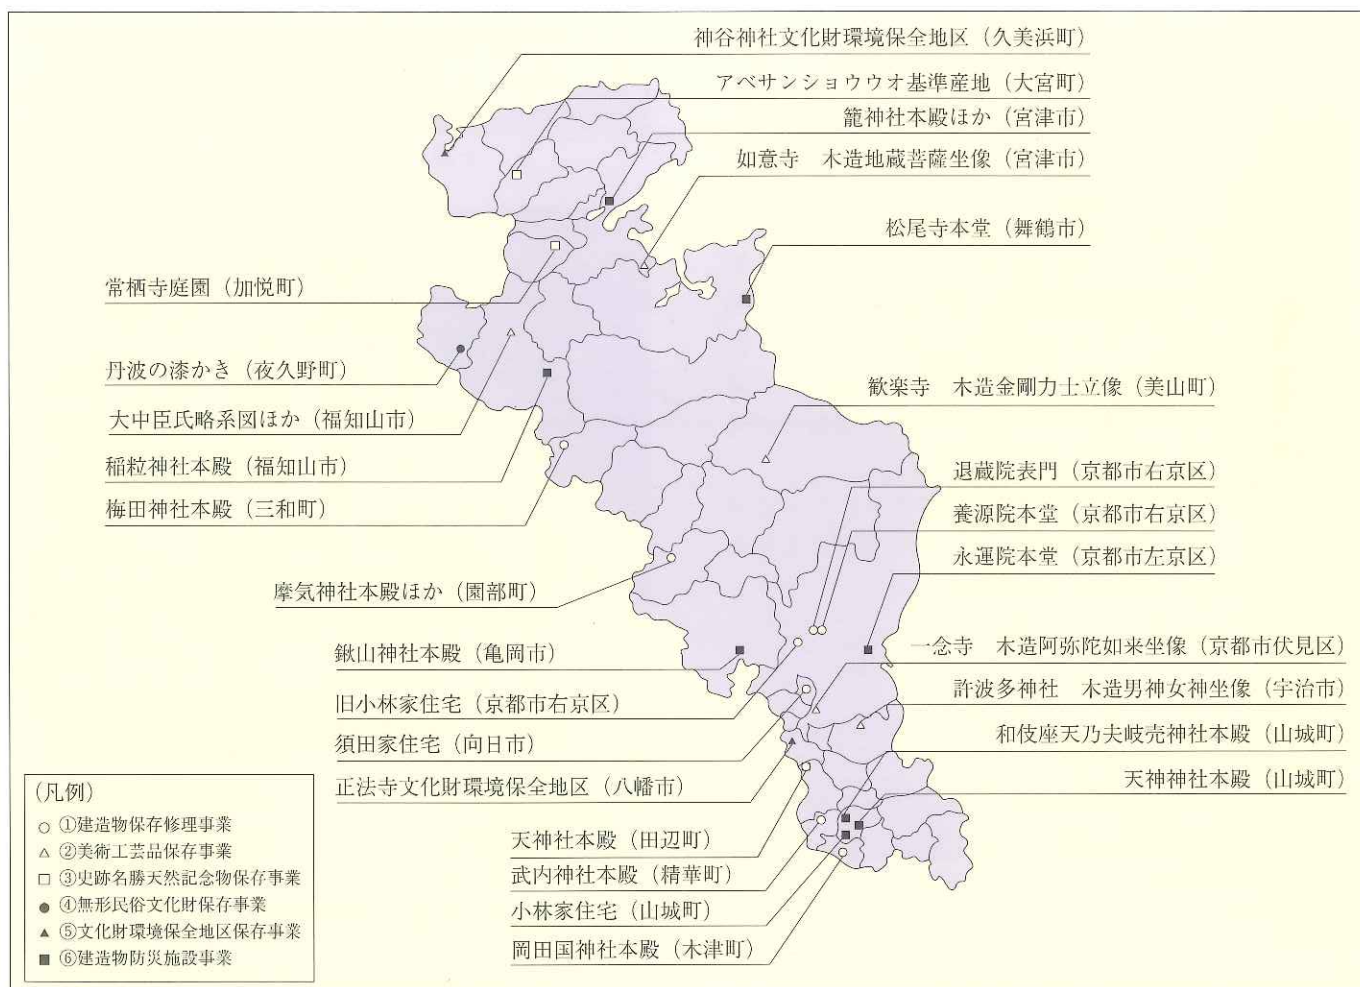 神谷神社文化財環境保全地区（久美浜町）
アベサンショウウオ基準産地（大宮町）
籠神社本殿ほか（宮津市）
如意寺　木造地蔵菩薩坐像（宮津市）
松尾寺本堂（舞鶴市）
常栖寺庭園（加悦町）
丹波の漆かき（夜久野町）
大中臣氏略系図ほか（福知山市）
稲粒神社本殿（福知山市）
梅田神社本殿（三和町）
歓楽寺　木造金剛力士立像（美山町）
退蔵院表門（京都市右京区）
養源院本堂（京都市右京区）
永運院本堂（京都市左京区）
摩気神社本殿ほか（園部町）
鍬山神社本殿（亀岡市）
旧小林家住宅（京都市右京区）
須田家住宅（向日市）
正法寺文化財環境保全地区（八幡市）
一念寺　木造阿弥陀如来坐像（京都市伏見区）
許波多神社　木造男神女神坐像（宇治市）
和伎座天乃夫岐売神社本殿（山城町）
天神神社本殿（山城町）
天神社本殿（田辺町）
武内神社本殿（精華町）
小林家住宅（山城町）
岡田国神社本殿（木津町）
（凡例）
○ ①建造物保存修理事業
△ ②美術工芸品保存事業
□ ③史跡名勝天然記念物保存事業
● ④無形民俗文化財保存事業
▲ ⑤文化財環境保全地区保存事業
■ ⑥建造物防災施設事業